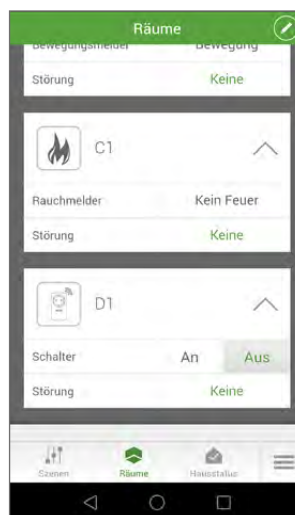 Räume
Bewegungsmelder Bewegung
Störung Keine
C1
Rauchmelder Kein Feuer
Störung Keine
D1
Schalter An Aus
Störung Keine
Szenen Räume Hausstatus